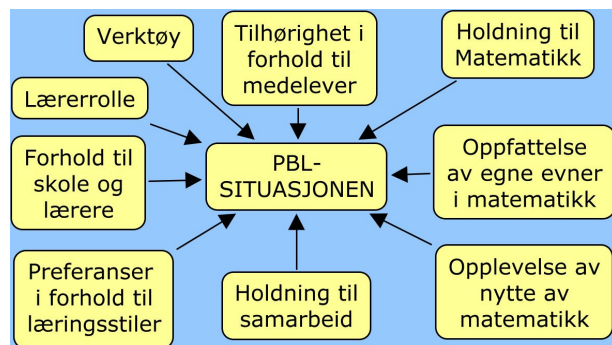 Verktøy
Tilhørighet i
forhold til
medelever
Holdning til
Matematikk
Lærerrolle
Forhold til
skole og
lærere
PBL-
SITUASJONEN
Oppfattelse
av egne evner
i matematikk
Preferanser
i forhold til
læringsstiler
Holdning til
samarbeid
Opplevelse av
nytte av
matematikk